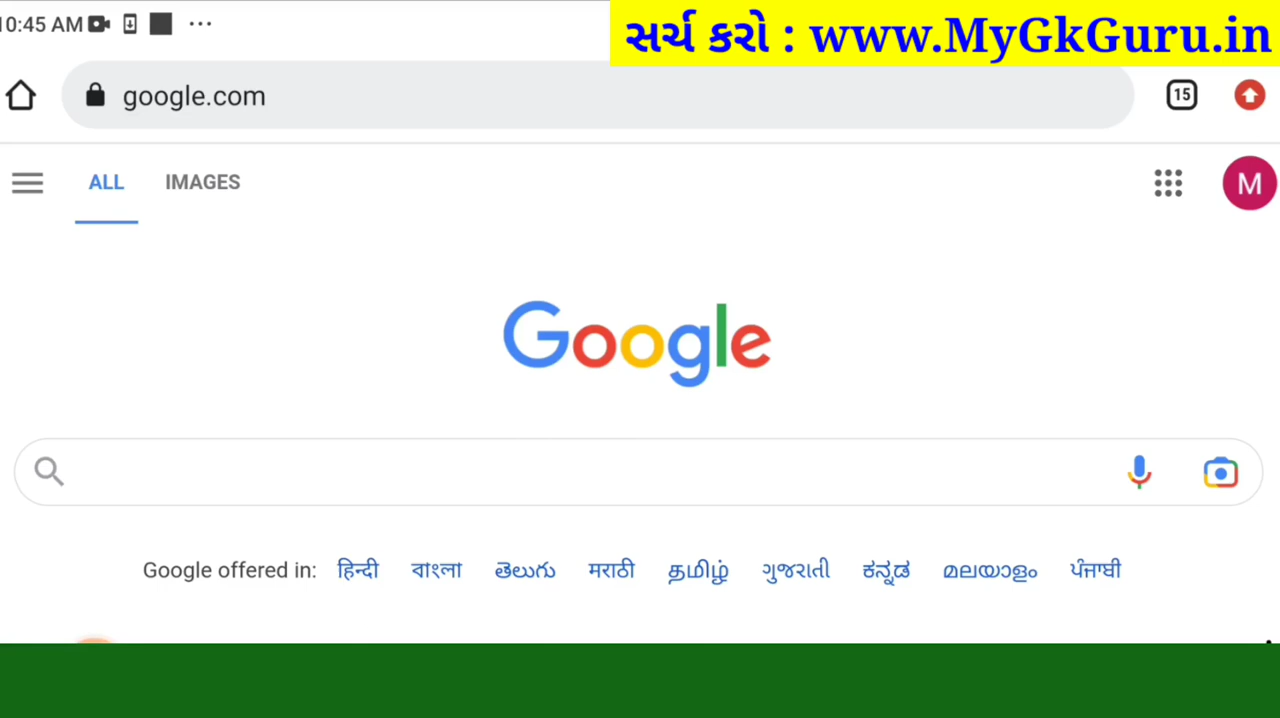 10:45 AM
સર્ચ કરો : www.MyGkGuru.in
google.com
15
ALL IMAGES
M
Google
Google offered in: हिन्दी বাংলা తెలుగు मराठी தமிழ் ગુજરાતી ಕನ್ನಡ മലയാളം ਪੰਜਾਬੀ